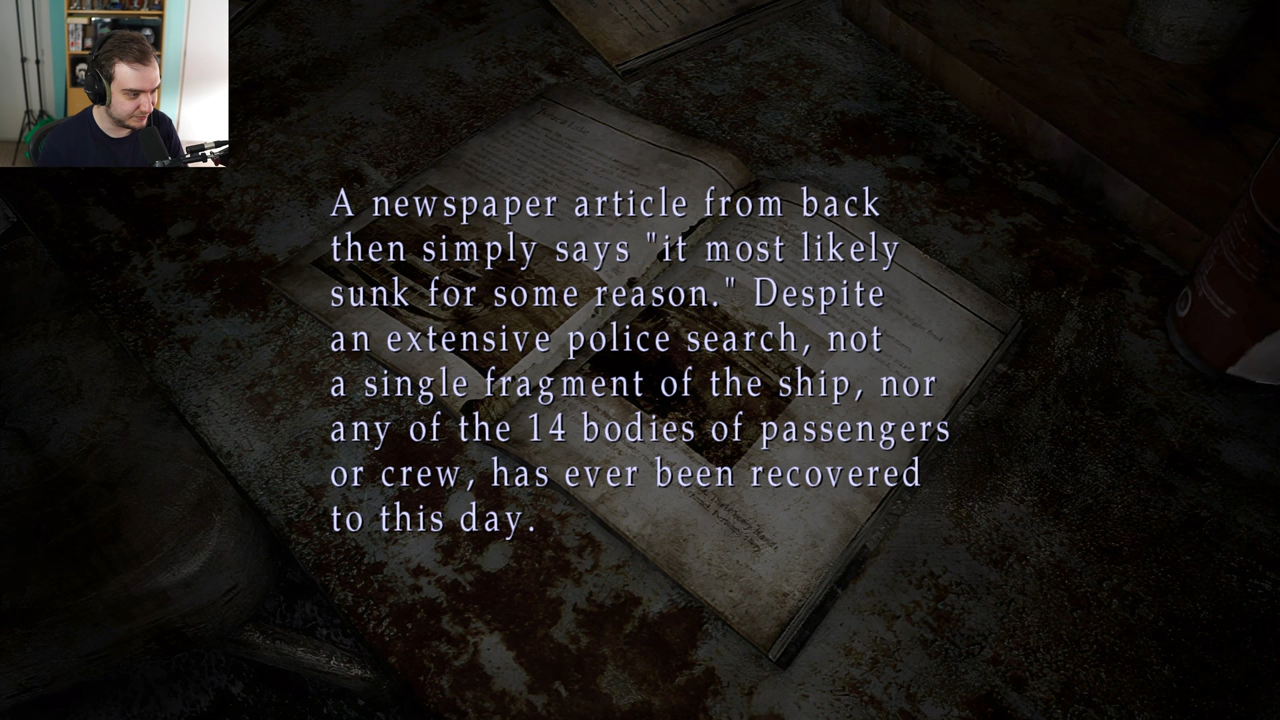 A newspaper article from back
then simply says "it most likely
sunk for some reason." Despite
an extensive police search, not
a single fragment of the ship, nor
any of the 14 bodies of passengers
or crew, has ever been recovered
to this day.